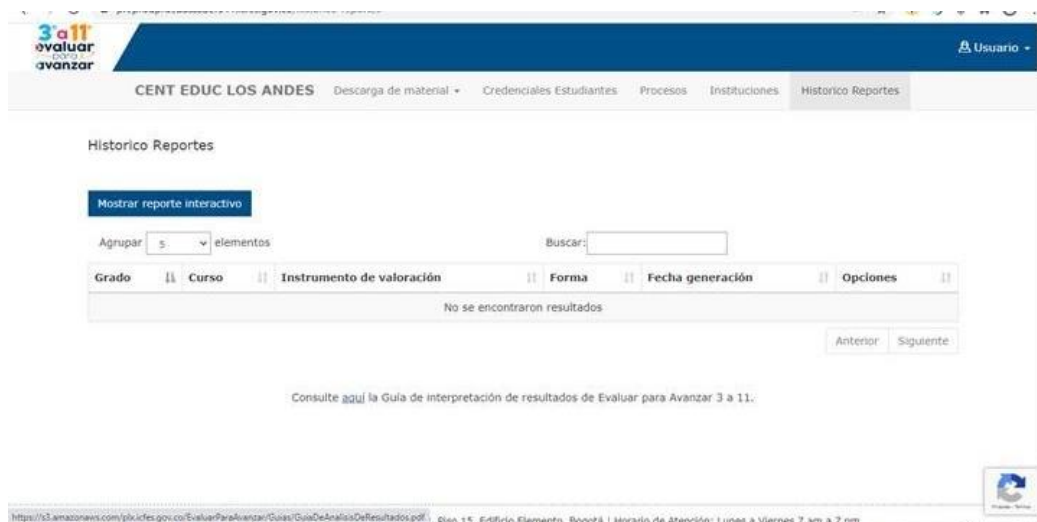 3° a 11°
evaluar
para
avanzar
Usuario
CENT EDUC LOS ANDES Descarga de material Credenciales Estudiantes Procesos Instituciones Historico Reportes
Historico Reportes
Mostrar reporte interactivo
Agrupar 5 elementos Buscar:
Grado Curso Instrumento de valoración Forma Fecha generación Opciones
No se encontraron resultados
Anterior Siguiente
Consulte aquí la Guía de interpretación de resultados de Evaluar para Avanzar 3 a 11.
https://s3.amazonaws.com/plx.icfes.gov.co/EvaluarParaAvanzar/Guias/GuiaDeAnalisisDeResultados.pdf Piso 15, Edificio Elemento, Bogotá | Horario de Atención: Lunes a Viernes 7 am a 7 pm